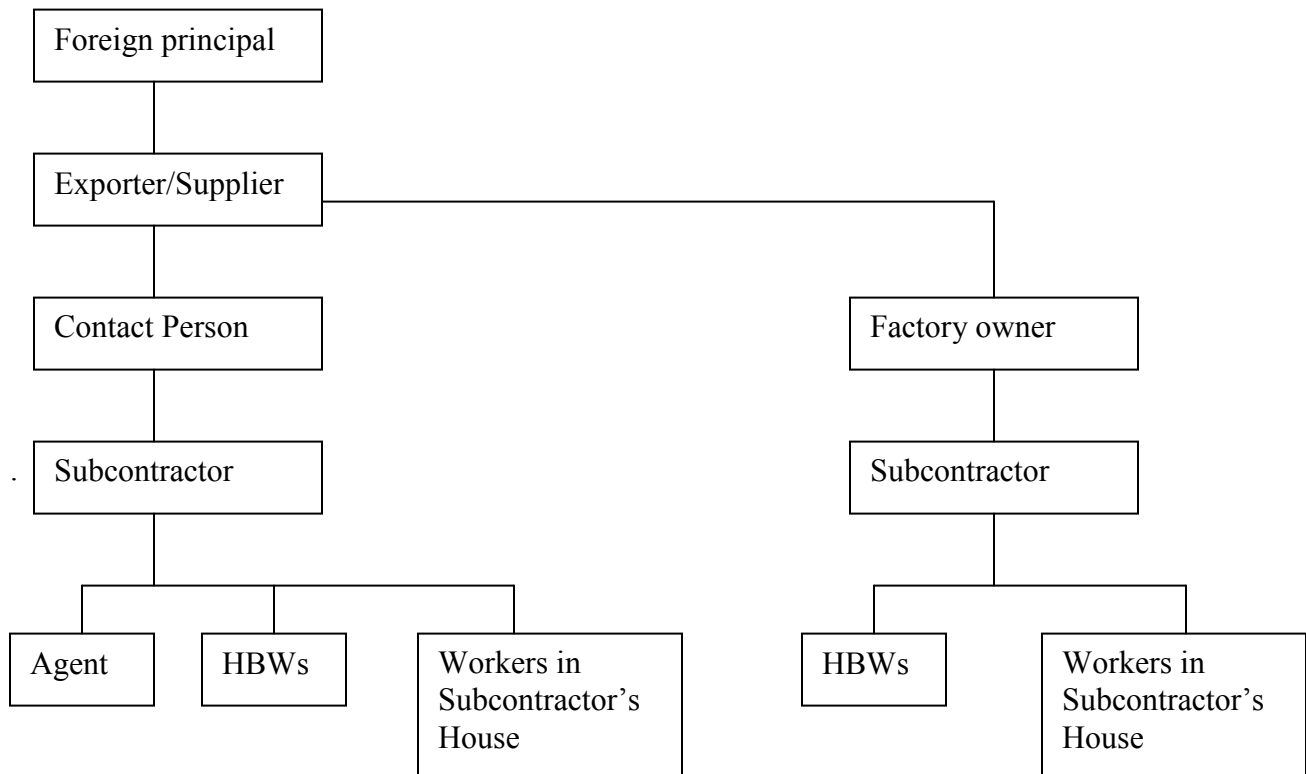 Foreign principal
Exporter/Supplier
Contact Person
Factory owner
.
Subcontractor
Subcontractor
Agent
HBWs
Workers in
Subcontractor’s
House
HBWs
Workers in
Subcontractor’s
House